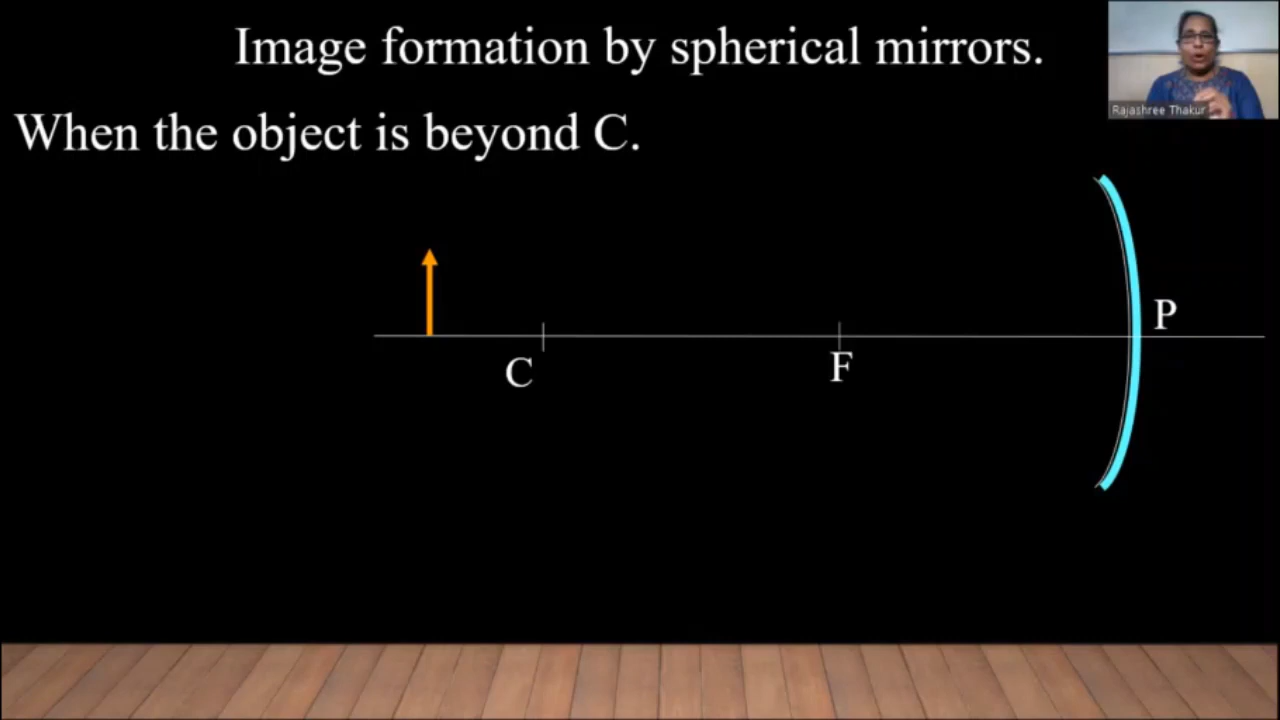 Image formation by spherical mirrors.
Rajashree Thakur
When the object is beyond C.
P
C
F